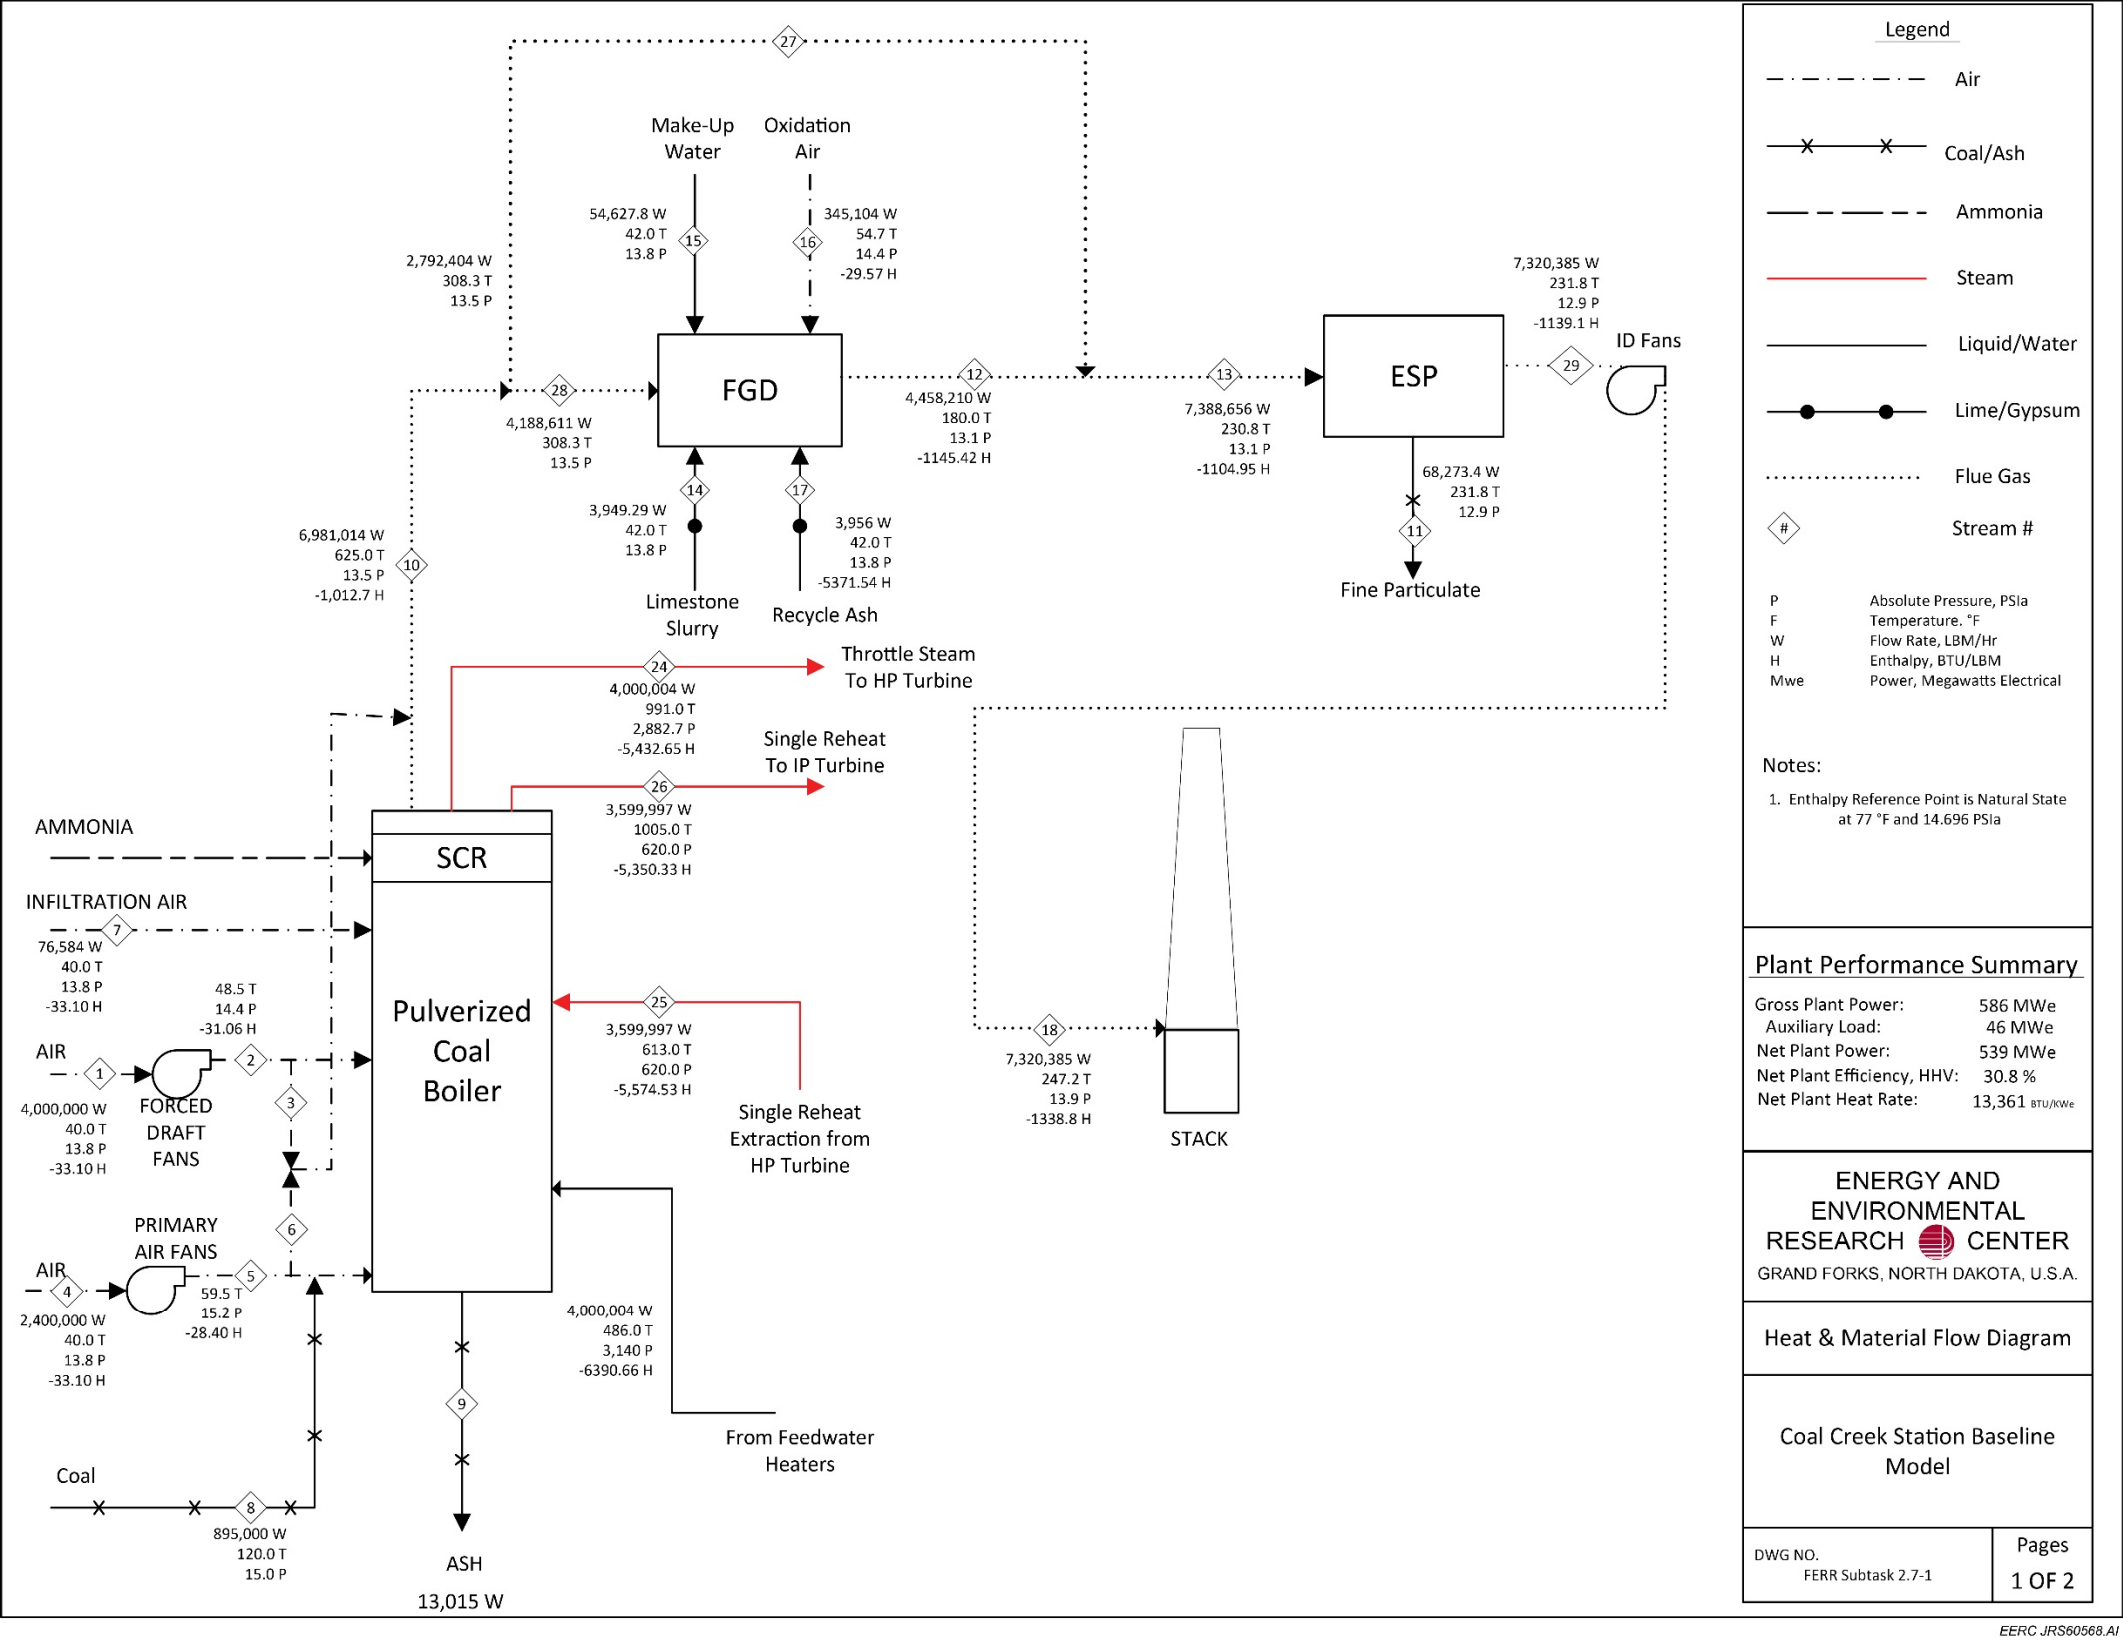 27
Make-Up
Water
Oxidation
Air
54,627.8 W
42.0 T
13.8 P
15
16
345,104 W
54.7 T
14.4 P
-29.57 H
2,792,404 W
308.3 T
13.5 P
28
4,188,611 W
308.3 T
13.5 P
FGD
12
4,458,210 W
180.0 T
13.1 P
-1145.42 H
13
7,388,656 W
230.8 T
13.1 P
-1104.95 H
ESP
7,320,385 W
231.8 T
12.9 P
-1139.1 H
29
ID Fans
68,273.4 W
231.8 T
12.9 P
11
Fine Particulate
14
3,949.29 W
42.0 T
13.8 P
Limestone
Slurry
17
3,956 W
42.0 T
13.8 P
-5371.54 H
Recycle Ash
6,981,014 W
625.0 T
13.5 P
-1,012.7 H
10
24
4,000,004 W
991.0 T
2,882.7 P
-5,432.65 H
Throttle Steam
To HP Turbine
Single Reheat
To IP Turbine
26
3,599,997 W
1005.0 T
620.0 P
-5,350.33 H
AMMONIA
SCR
INFILTRATION AIR
7
76,584 W
40.0 T
13.8 P
-33.10 H
48.5 T
14.4 P
-31.06 H
AIR
1
2
4,000,000 W
40.0 T
13.8 P
-33.10 H
FORCED
DRAFT
FANS
3
Pulverized
Coal
Boiler
25
3,599,997 W
613.0 T
620.0 P
-5,574.53 H
Single Reheat
Extraction from
HP Turbine
18
7,320,385 W
247.2 T
13.9 P
-1338.8 H
STACK
PRIMARY
AIR FANS
6
AIR
4
5
59.5 T
15.2 P
-28.40 H
2,400,000 W
40.0 T
13.8 P
-33.10 H
4,000,004 W
486.0 T
3,140 P
-6390.66 H
From Feedwater
Heaters
9
ASH
13,015 W
Coal
8
895,000 W
120.0 T
15.0 P
Legend
Air
Coal/Ash
Ammonia
Steam
Liquid/Water
Lime/Gypsum
Flue Gas
# Stream #
P Absolute Pressure, PSIa
F Temperature. °F
W Flow Rate, LBM/Hr
H Enthalpy, BTU/LBM
Mwe Power, Megawatts Electrical
Notes:
1. Enthalpy Reference Point is Natural State
at 77 °F and 14.696 PSIa
Plant Performance Summary
Gross Plant Power: 586 MWe
Auxiliary Load: 46 MWe
Net Plant Power: 539 MWe
Net Plant Efficiency, HHV: 30.8 %
Net Plant Heat Rate: 13,361 BTU/KWe
ENERGY AND
ENVIRONMENTAL
RESEARCH CENTER
GRAND FORKS, NORTH DAKOTA, U.S.A.
Heat & Material Flow Diagram
Coal Creek Station Baseline
Model
DWG NO.
FERR Subtask 2.7-1
Pages
1 OF 2
EERC JRS60568.AI